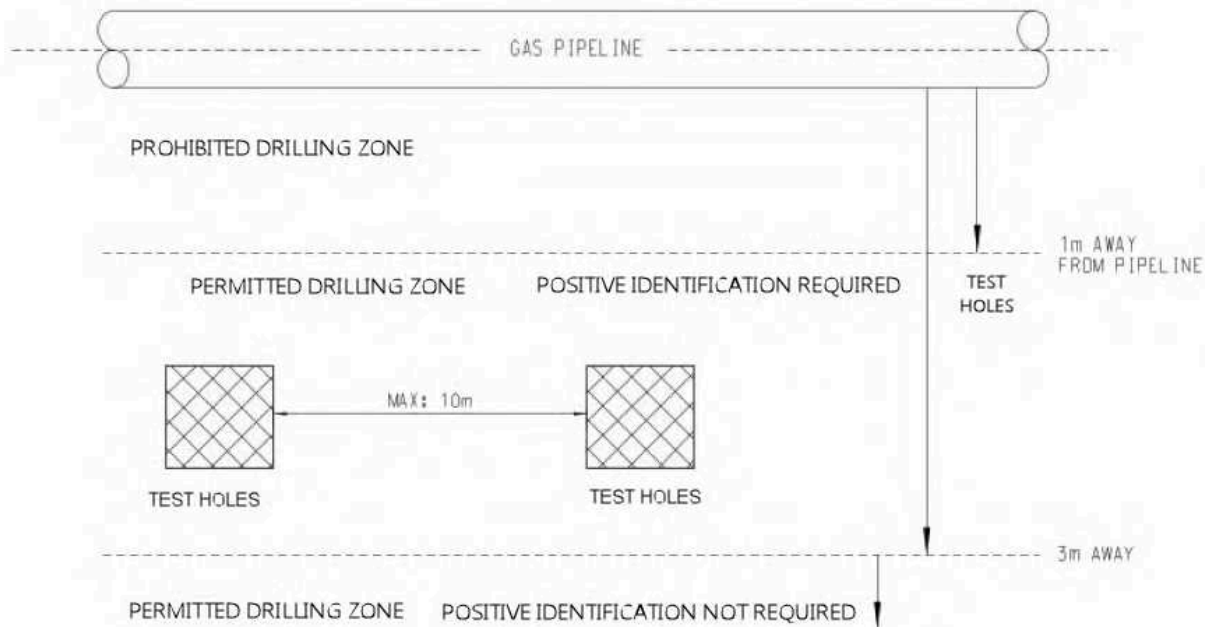 GAS PIPELINE
PROHIBITED DRILLING ZONE
1m AWAY
FROM PIPELINE
PERMITTED DRILLING ZONE
POSITIVE IDENTIFICATION REQUIRED
TEST
HOLES
MAX: 10m
TEST HOLES
TEST HOLES
3m AWAY
PERMITTED DRILLING ZONE
POSITIVE IDENTIFICATION NOT REQUIRED